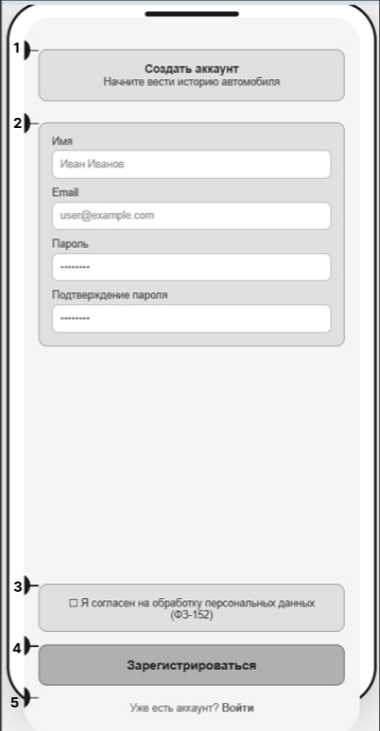 1
Создать аккаунт
Начните вести историю автомобиля
2
Имя
Иван Иванов
Email
user@example.com
Пароль
--------
Подтверждение пароля
--------
3
☐ Я согласен на обработку персональных данных
(ФЗ-152)
4
Зарегистрироваться
5
Уже есть аккаунт? Войти